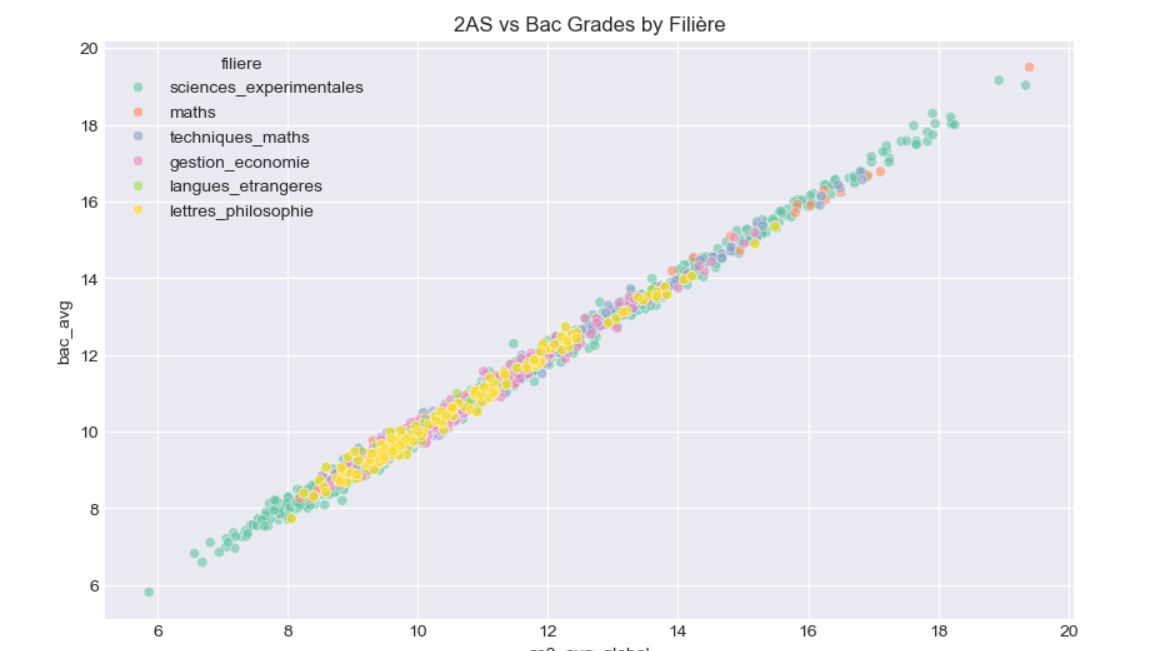 2AS vs Bac Grades by Filière
20
18
16
14
12
10
8
6
bac_avg
filiere
sciences_experimentales
maths
techniques_maths
gestion_economie
langues_etrangeres
lettres_philosophie
6 8 10 12 14 16 18 20